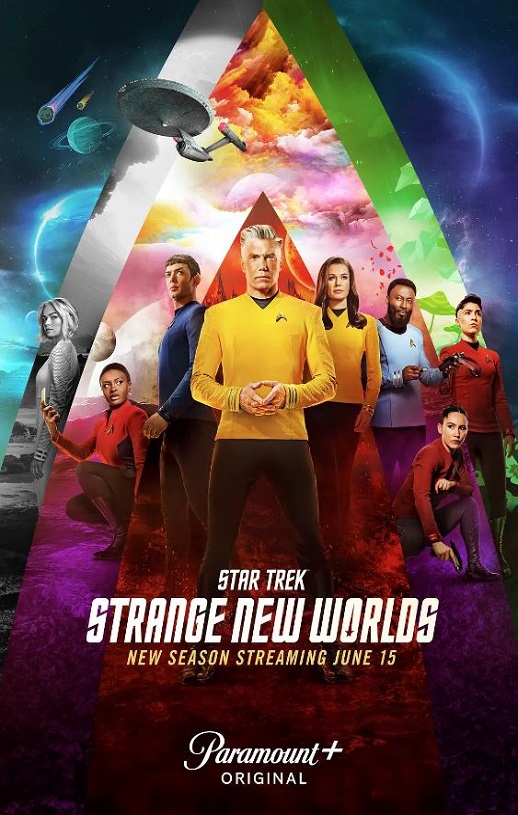 STAR TREK
STRANGE NEW WORLDS
NEW SEASON STREAMING JUNE 15
Paramount+
ORIGINAL